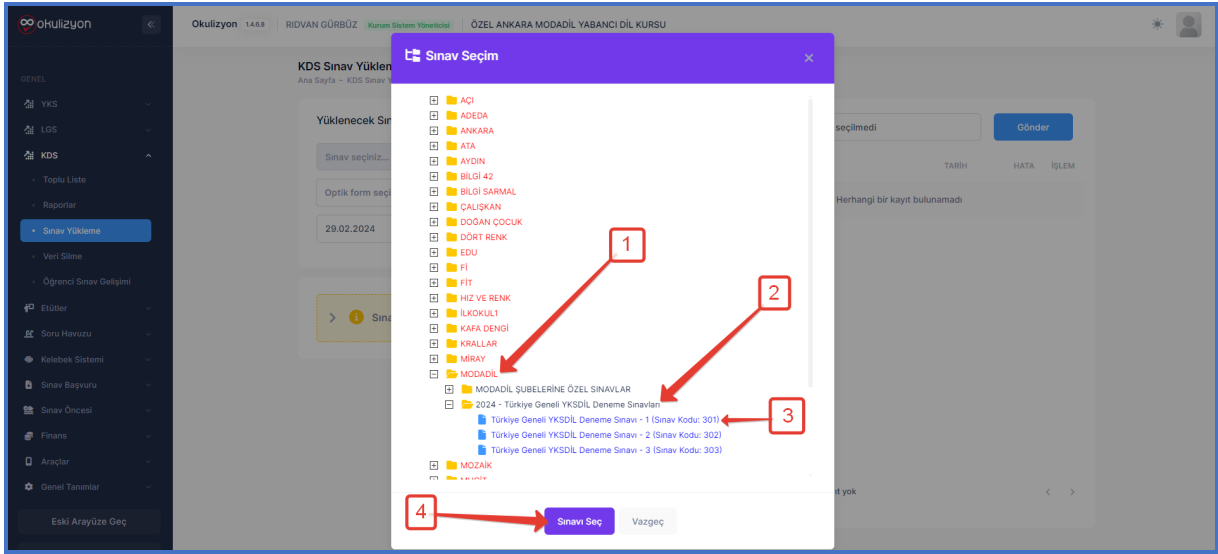 okulizyon
Okulizyon 1.4.6.8 RIDVAN GÜRBÜZ Kurum Sistem Yöneticisi ÖZEL ANKARA MODADİL YABANCI DİL KURSU
GENEL
YKS
LGS
KDS
Toplu Liste
Raporlar
Sınav Yükleme
Veri Silme
Öğrenci Sınav Gelişimi
Etütler
Soru Havuzu
Kelebek Sistemi
Sınav Başvuru
Sınav Öncesi
Finans
Araçlar
Genel Tanımlar
Eski Arayüze Geç
KDS Sınav Yüklem
Ana Sayfa - KDS Sınav Y
Yüklenecek Sın
Sınav seçiniz...
Optik form seçi
29.02.2024
Sına
Sınav Seçim
AÇI
ADEDA
ANKARA
ATA
AYDIN
BİLGİ 42
BİLGİ SARMAL
ÇALIŞKAN
DOĞAN ÇOCUK
DÖRT RENK
EDU
Fİ
FİT
HIZ VE RENK
İLKOKUL1
KAFA DENGİ
KRALLAR
MİRAY
MODADİL
MODADİL ŞUBELERİNE ÖZEL SINAVLAR
2024 - Türkiye Geneli YKSDİL Deneme Sınavları
Türkiye Geneli YKSDİL Deneme Sınavı - 1 (Sınav Kodu: 301)
Türkiye Geneli YKSDİL Deneme Sınavı - 2 (Sınav Kodu: 302)
Türkiye Geneli YKSDİL Deneme Sınavı - 3 (Sınav Kodu: 303)
MOZAİK
1
2
3
4
Sınavı Seç Vazgeç
seçilmedi Gönder
TARİH HATA İŞLEM
Herhangi bir kayıt bulunamadı
ıt yok